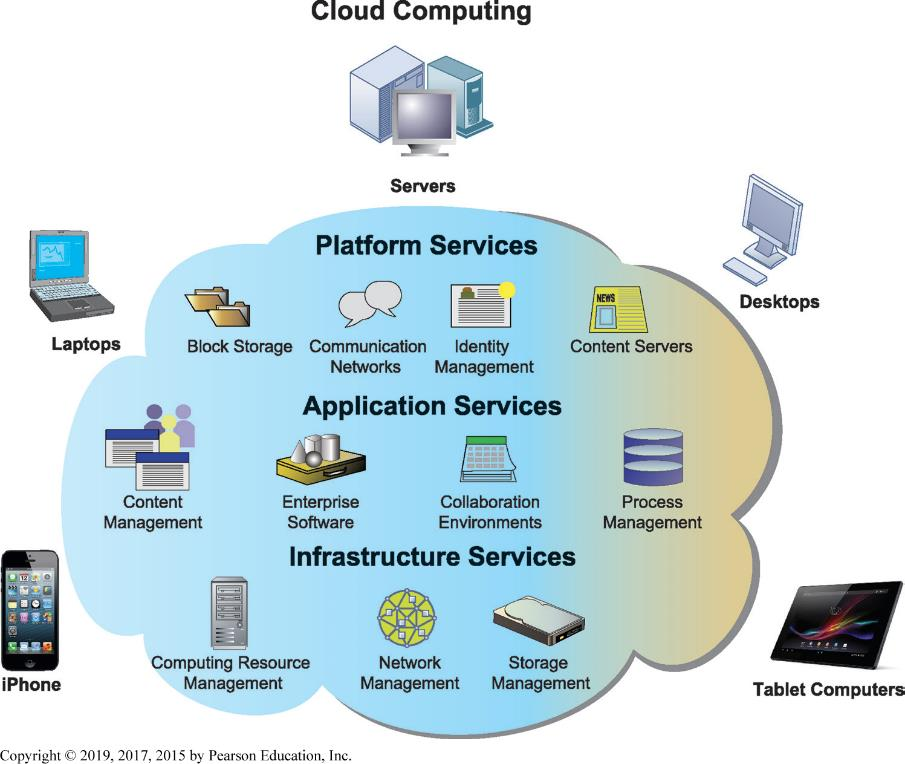 Cloud Computing
Servers
Laptops
Desktops
Platform Services
Block Storage
Communication
Networks
Identity
Management
Content Servers
Application Services
Content
Management
Enterprise
Software
Collaboration
Environments
Process
Management
Infrastructure Services
Computing Resource
Management
Network
Management
Storage
Management
iPhone
Tablet Computers
NEWS
Copyright © 2019, 2017, 2015 by Pearson Education, Inc.